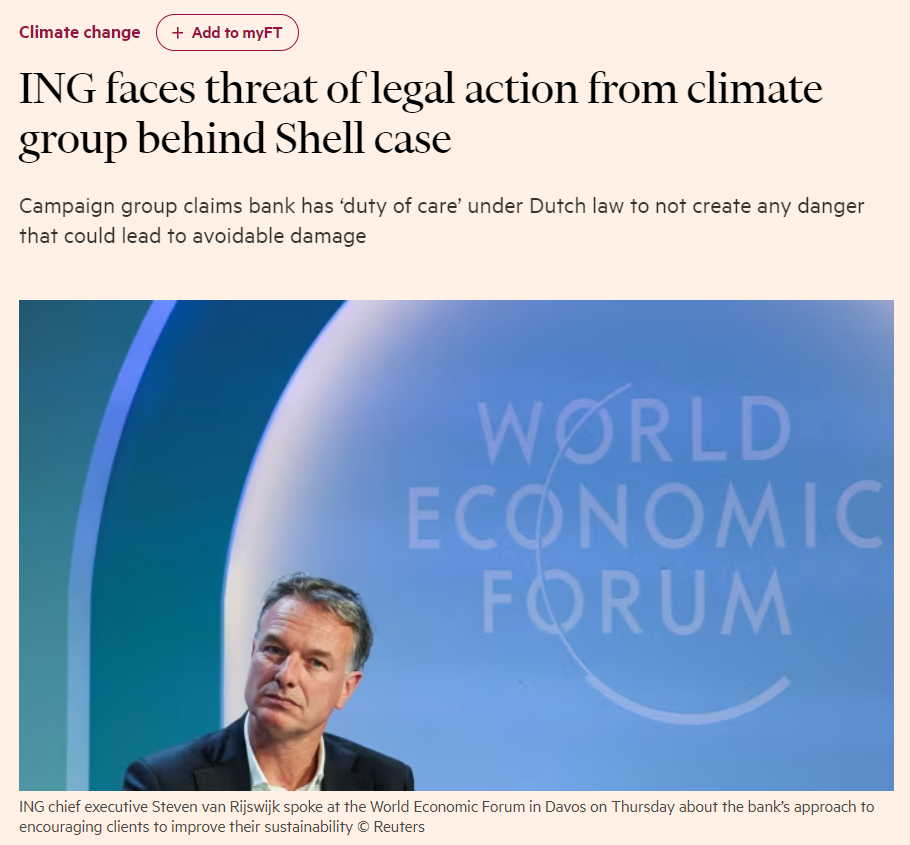 Climate change
+ Add to myFT
ING faces threat of legal action from climate
group behind Shell case
Campaign group claims bank has ‘duty of care’ under Dutch law to not create any danger
that could lead to avoidable damage
WORLD
ECONOMIC
FORUM
ING chief executive Steven van Rijswijk spoke at the World Economic Forum in Davos on Thursday about the bank’s approach to
encouraging clients to improve their sustainability © Reuters